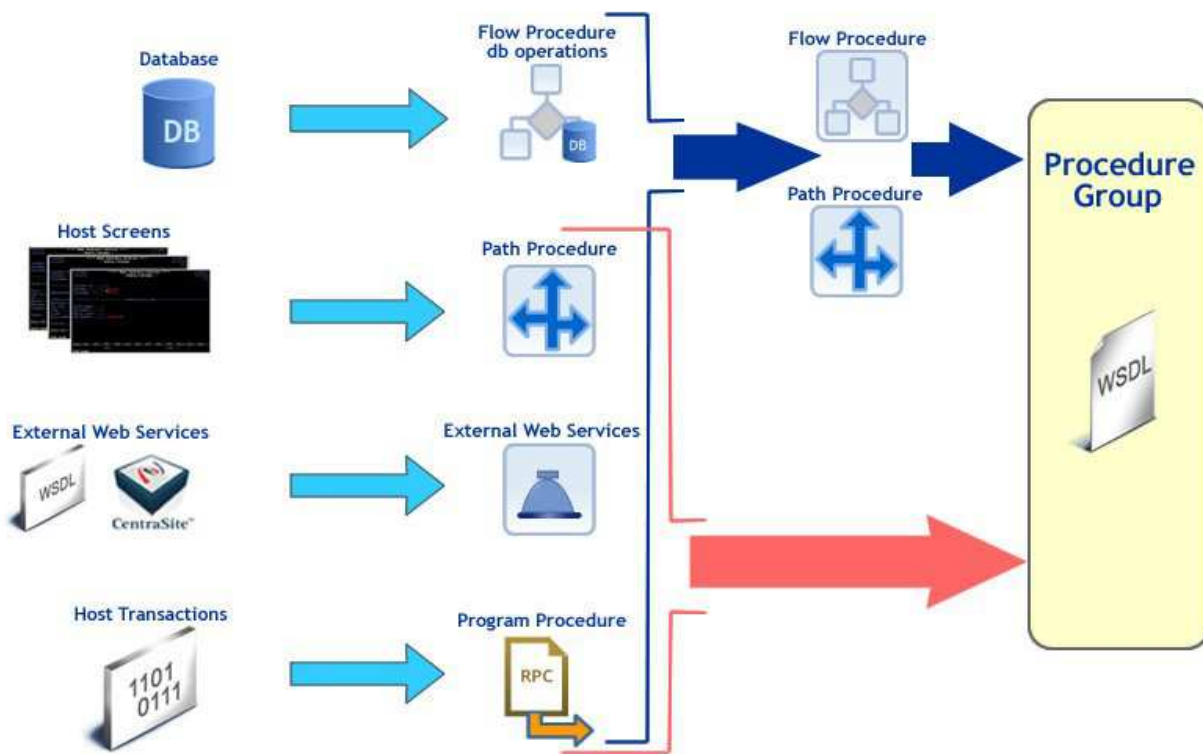 Database
DB
Flow Procedure
db operations
DB
Flow Procedure
Procedure
Group
Path Procedure
Host Screens
Path Procedure
WSDL
External Web Services
WSDL
CentraSite™
External Web Services
Host Transactions
1101
0111
Program Procedure
RPC